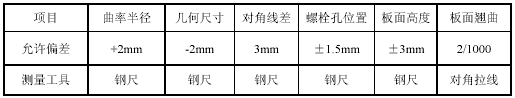 项目 曲率半径 几何尺寸 对角线差 螺栓孔位置 板面高度 板面翘曲
允许偏差 +2mm -2mm 3mm ±1.5mm ±3mm 2/1000
测量工具 钢尺 钢尺 钢尺 钢尺 钢尺 对角拉线